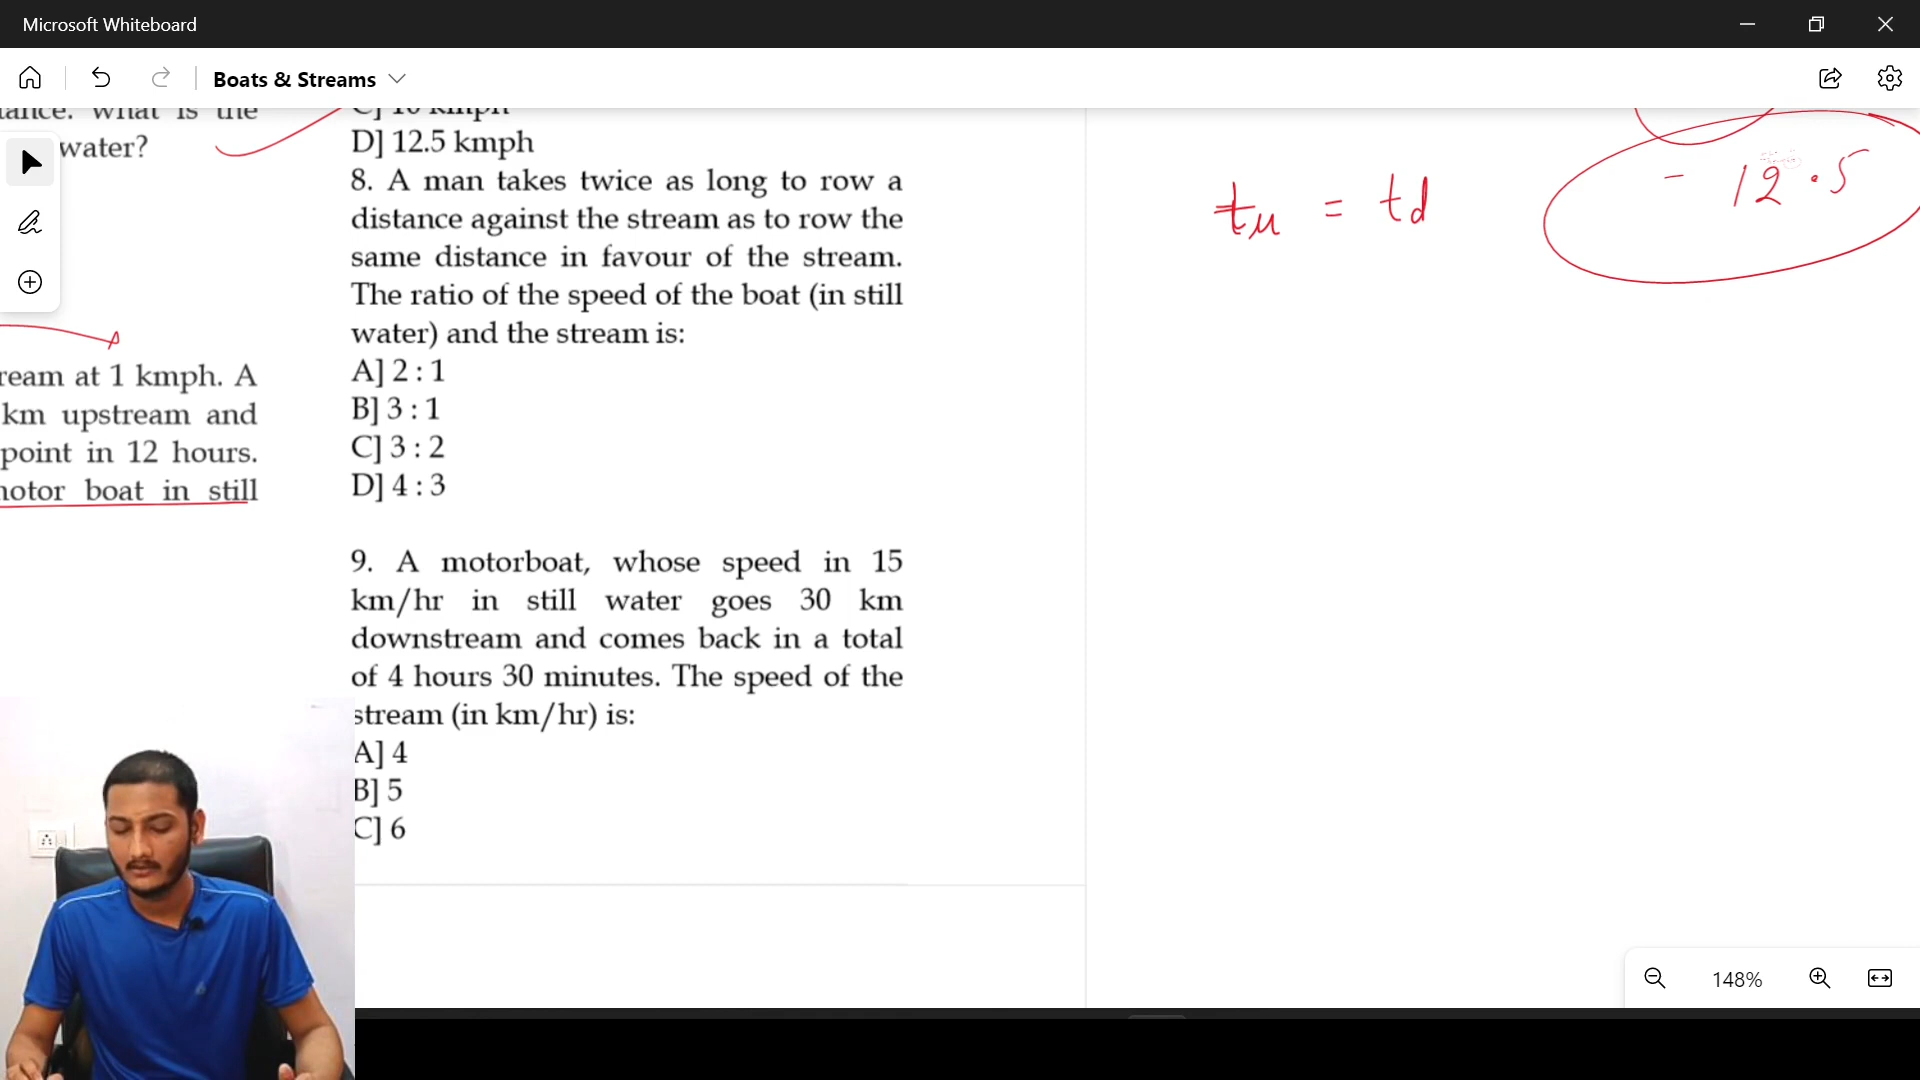 Microsoft Whiteboard
Boats & Streams
what is the
water?
ream at 1 kmph. A
km upstream and
point in 12 hours.
motor boat in still
D] 12.5 kmph
8. A man takes twice as long to row a
distance against the stream as to row the
same distance in favour of the stream.
The ratio of the speed of the boat (in still
water) and the stream is:
A] 2 : 1
B] 3 : 1
C] 3 : 2
D] 4 : 3
9. A motorboat, whose speed in 15
km/hr in still water goes 30 km
downstream and comes back in a total
of 4 hours 30 minutes. The speed of the
stream (in km/hr) is:
A] 4
B] 5
C] 6
tu = td
- 12.5
148%